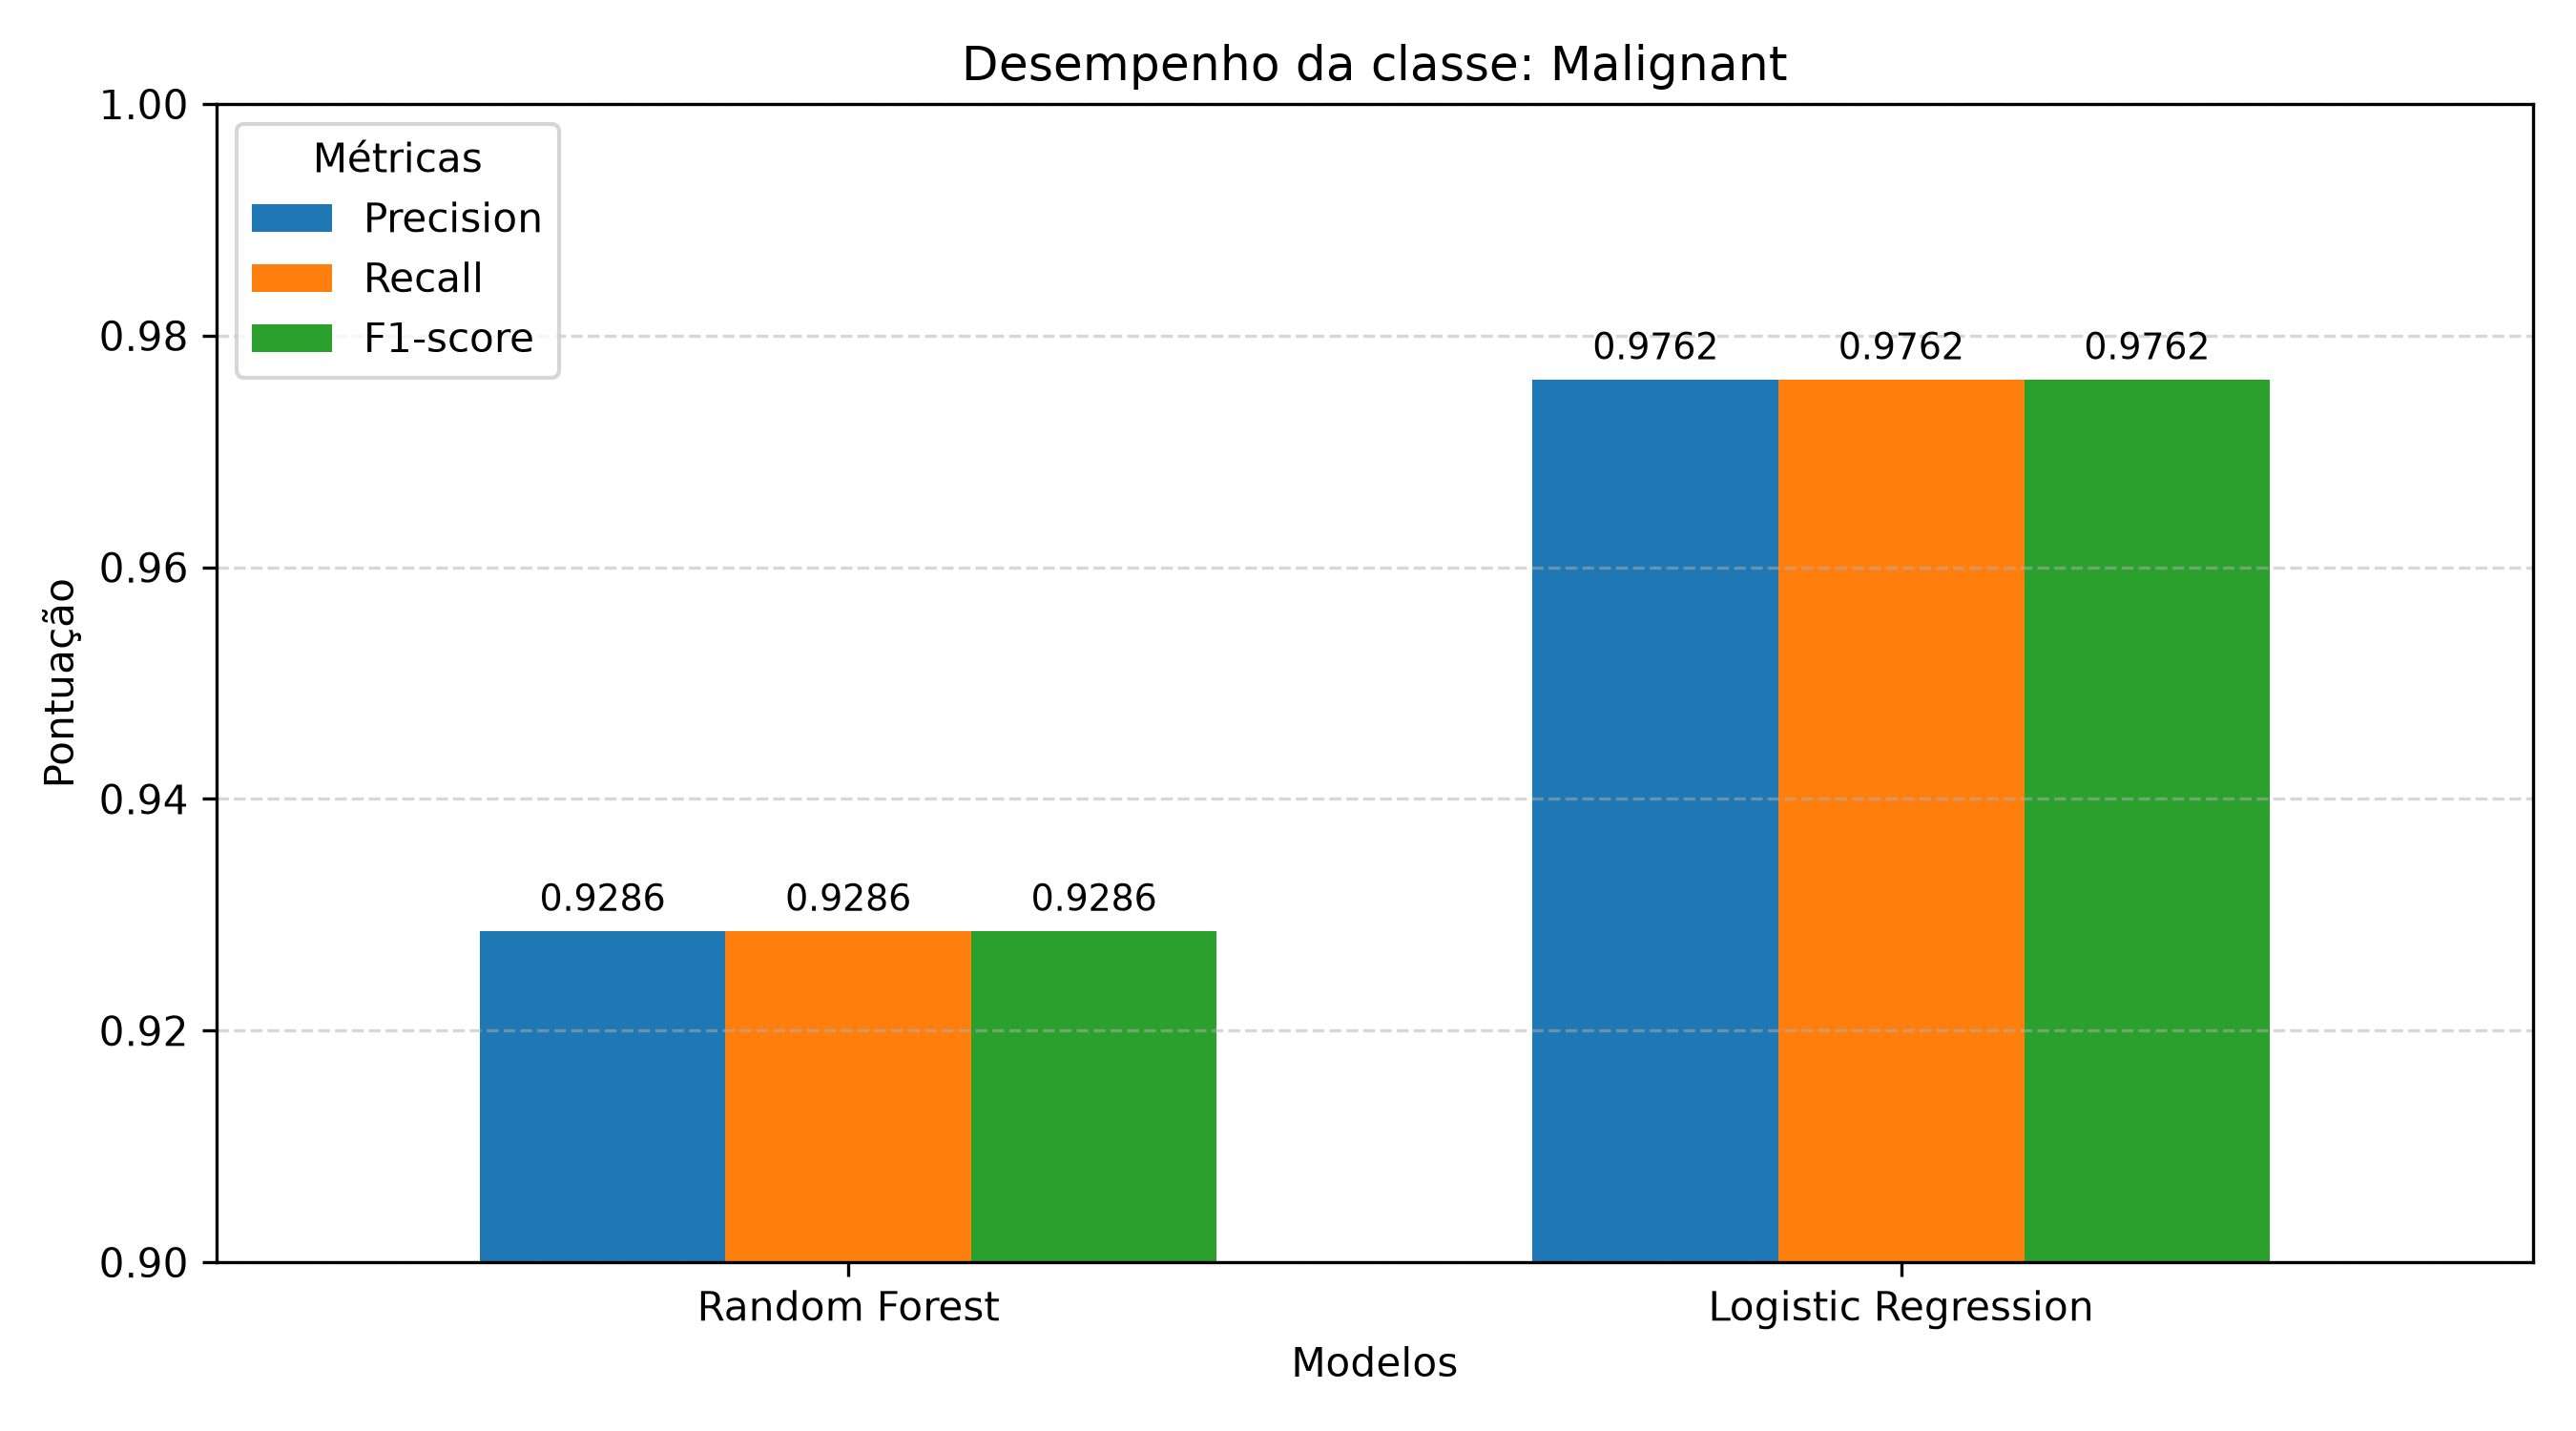 Desempenho da classe: Malignant
1.00
Métricas
Precision
Recall
F1-score
0.98
0.9762 0.9762 0.9762
0.96
Pontuação
0.94
0.9286 0.9286 0.9286
0.92
0.90
Random Forest Logistic Regression
Modelos